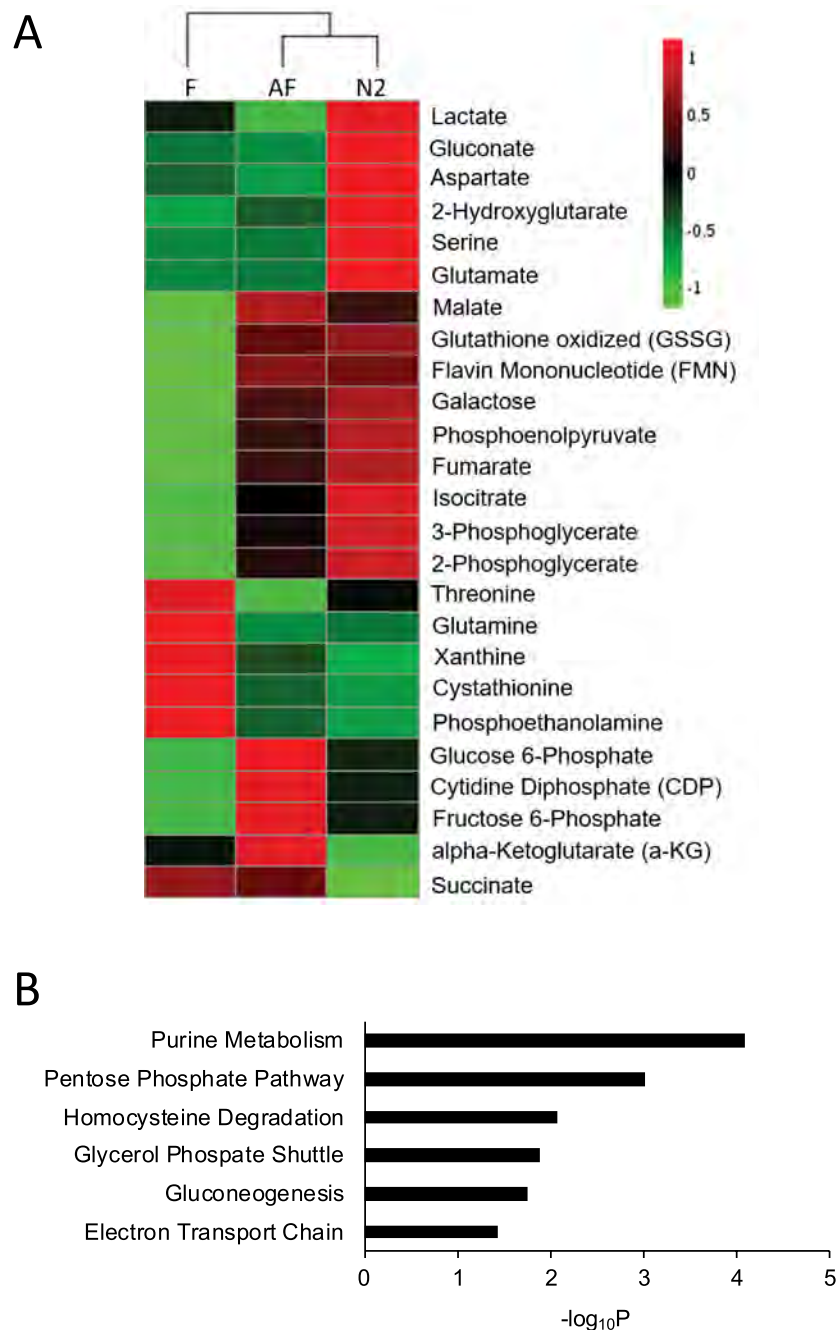 A
F AF N2
1
0.5
0
-0.5
-1
Lactate
Gluconate
Aspartate
2-Hydroxyglutarate
Serine
Glutamate
Malate
Glutathione oxidized (GSSG)
Flavin Mononucleotide (FMN)
Galactose
Phosphoenolpyruvate
Fumarate
Isocitrate
3-Phosphoglycerate
2-Phosphoglycerate
Threonine
Glutamine
Xanthine
Cystathionine
Phosphoethanolamine
Glucose 6-Phosphate
Cytidine Diphosphate (CDP)
Fructose 6-Phosphate
alpha-Ketoglutarate (a-KG)
Succinate
B
Purine Metabolism
Pentose Phosphate Pathway
Homocysteine Degradation
Glycerol Phospate Shuttle
Gluconeogenesis
Electron Transport Chain
0 1 2 3 4 5
-log₁₀P